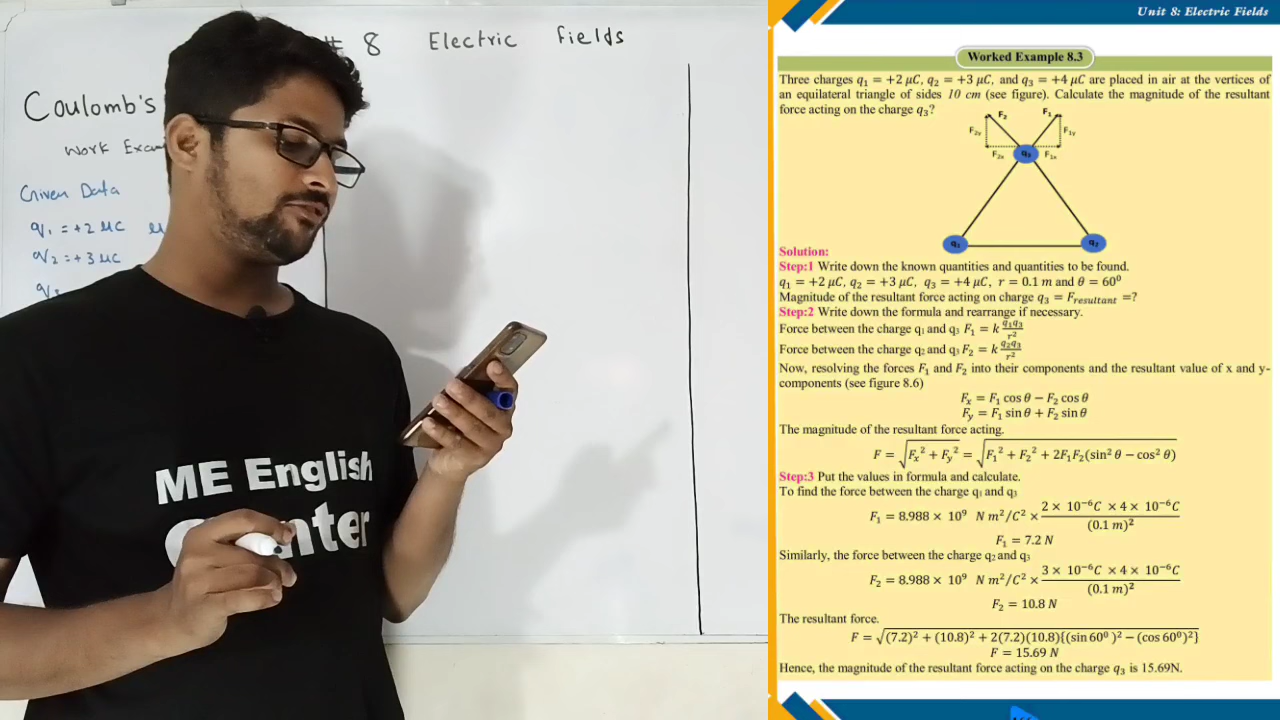 # 8 Electric Fields
Coulomb's
Work Exam
Given Data
q₁ = +2 μC
q₂ = +3 μC
q₃
ME English
Center
Unit 8: Electric Fields
Worked Example 8.3
Three charges q₁ = +2 μC, q₂ = +3 μC, and q₃ = +4 μC are placed in air at the vertices of
an equilateral triangle of sides 10 cm (see figure). Calculate the magnitude of the resultant
force acting on the charge q₃?
F₂ F₁
F₂y F₁y
F₂x q₃ F₁x
q₁ q₂
Solution:
Step:1 Write down the known quantities and quantities to be found.
q₁ = +2 μC, q₂ = +3 μC, q₃ = +4 μC, r = 0.1 m and θ = 60⁰
Magnitude of the resultant force acting on charge q₃ = F_resultant =?
Step:2 Write down the formula and rearrange if necessary.
Force between the charge q₁ and q₃ F₁ = k q₁q₃/r²
Force between the charge q₂ and q₃ F₂ = k q₂q₃/r²
Now, resolving the forces F₁ and F₂ into their components and the resultant value of x and y-
components (see figure 8.6)
Fₓ = F₁ cos θ − F₂ cos θ
F_y = F₁ sin θ + F₂ sin θ
The magnitude of the resultant force acting.
F = √(Fₓ² + F_y²) = √(F₁² + F₂² + 2F₁F₂(sin² θ − cos² θ)
Step:3 Put the values in formula and calculate.
To find the force between the charge q₁ and q₃
F₁ = 8.988 × 10⁹ N m²/C² × 2 × 10⁻⁶C × 4 × 10⁻⁶C/(0.1 m)²
F₁ = 7.2 N
Similarly, the force between the charge q₂ and q₃
F₂ = 8.988 × 10⁹ N m²/C² × 3 × 10⁻⁶C × 4 × 10⁻⁶C/(0.1 m)²
F₂ = 10.8 N
The resultant force.
F = √(7.2)² + (10.8)² + 2(7.2)(10.8){(sin 60⁰ )² − (cos 60⁰)²}
F = 15.69 N
Hence, the magnitude of the resultant force acting on the charge q₃ is 15.69N.